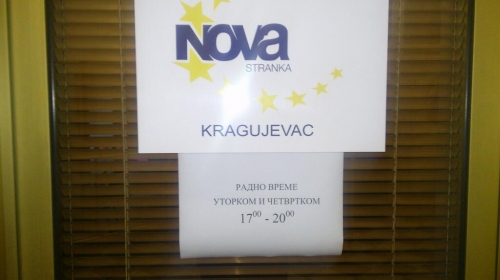 NOVA
STRANKA
KRAGUJEVAC
РАДНО ВРЕМЕ
УТОРКОМ И ЧЕТВРТКОМ
17⁰⁰ - 20⁰⁰